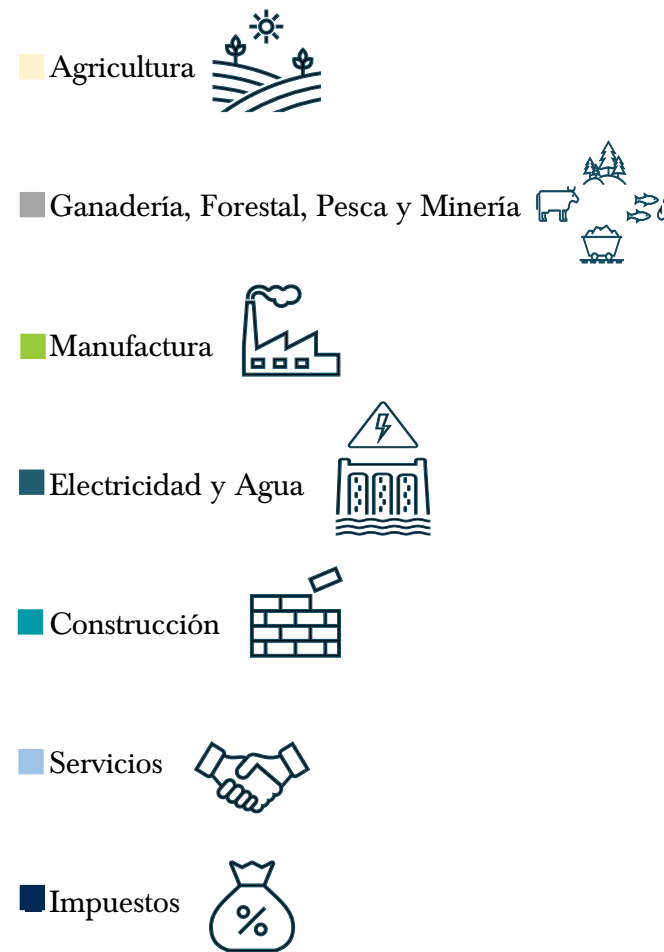 Agricultura
Ganadería, Forestal, Pesca y Minería
Manufactura
Electricidad y Agua
Construcción
Servicios
Impuestos
%